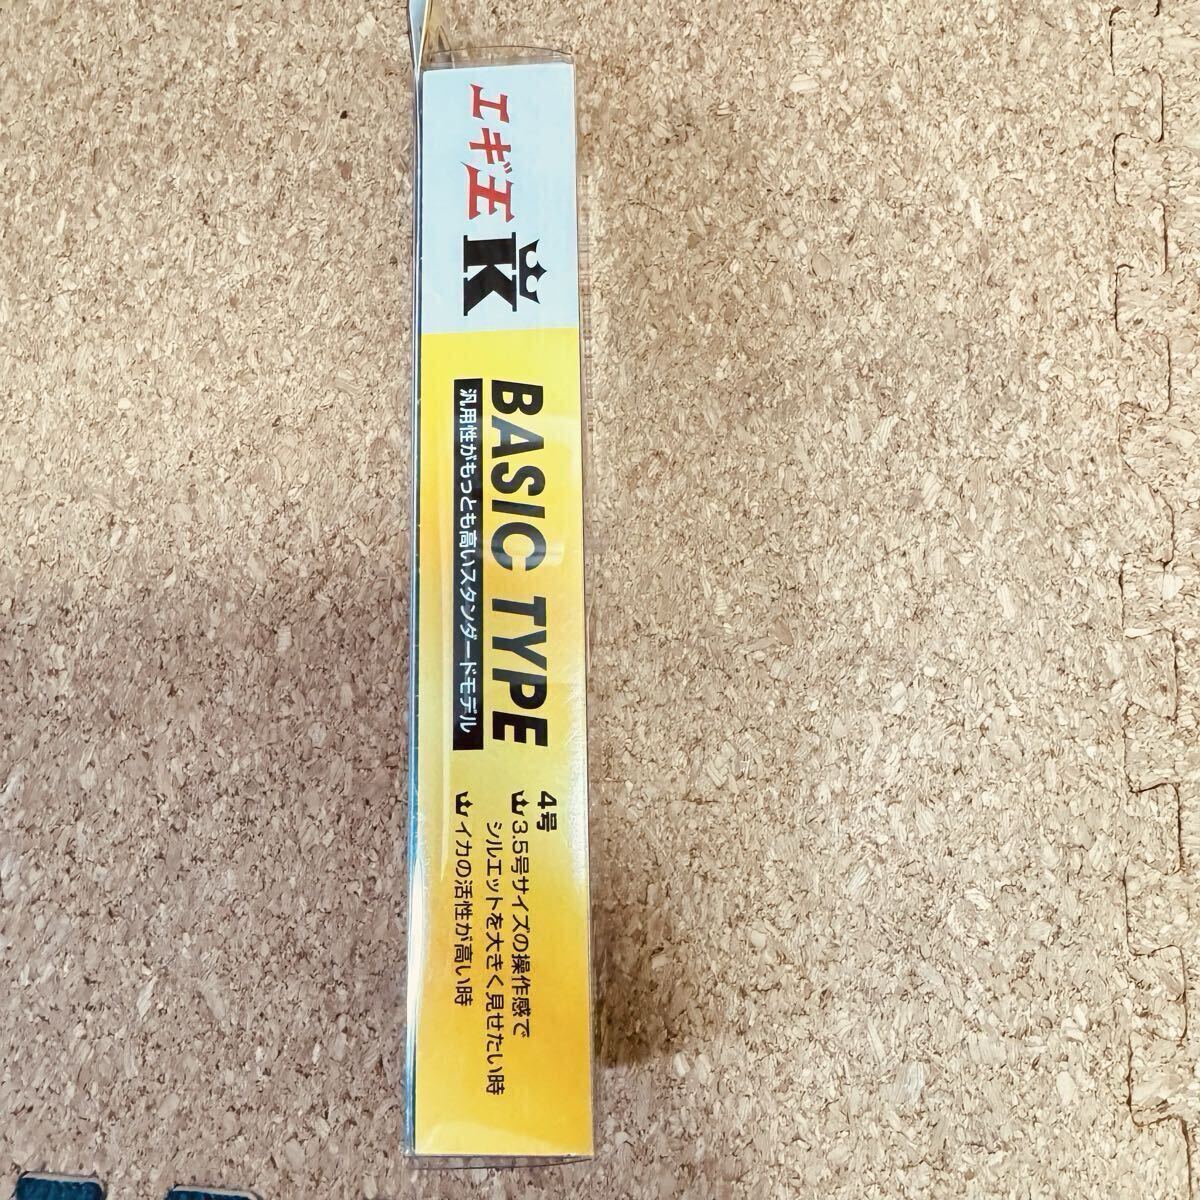 エギ王
K
BASIC TYPE
汎用性がもっとも高いスタンダードモデル
4号
3.5号サイズの操作感で
シルエットを大きく見せたい時
イカの活性が高い時